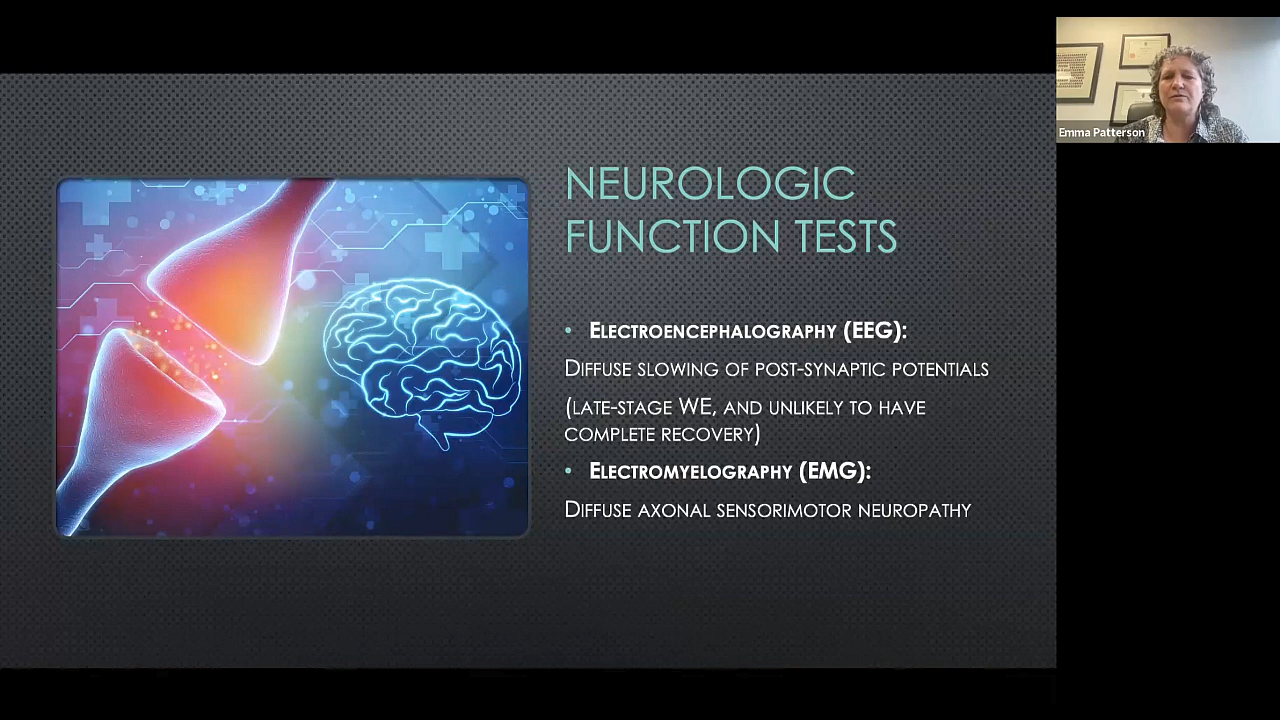 NEUROLOGIC
FUNCTION TESTS
• ELECTROENCEPHALOGRAPHY (EEG):
DIFFUSE SLOWING OF POST-SYNAPTIC POTENTIALS
(LATE-STAGE WE, AND UNLIKELY TO HAVE
COMPLETE RECOVERY)
• ELECTROMYELOGRAPHY (EMG):
DIFFUSE AXONAL SENSORIMOTOR NEUROPATHY
Emma Patterson